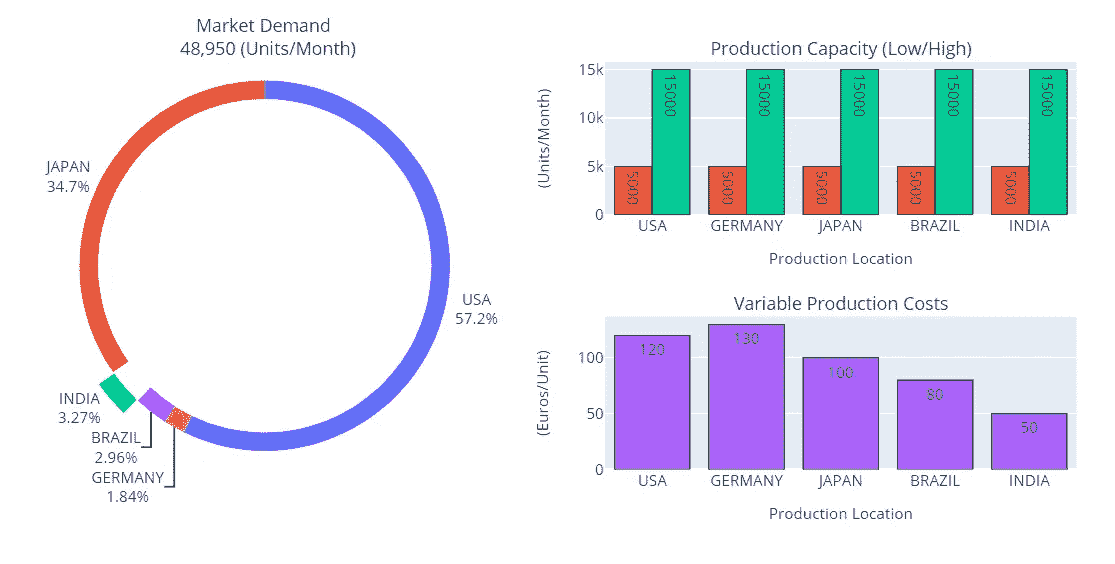 Market Demand
48,950 (Units/Month)
JAPAN
34.7%
USA
57.2%
INDIA
3.27%
BRAZIL
2.96%
GERMANY
1.84%
Production Capacity (Low/High)
(Units/Month)
15k
10k
5k
0
5000
15000
5000
15000
5000
15000
5000
15000
5000
15000
USA
GERMANY
JAPAN
BRAZIL
INDIA
Production Location
Variable Production Costs
(Euros/Unit)
100
50
0
120
130
100
80
50
USA
GERMANY
JAPAN
BRAZIL
INDIA
Production Location